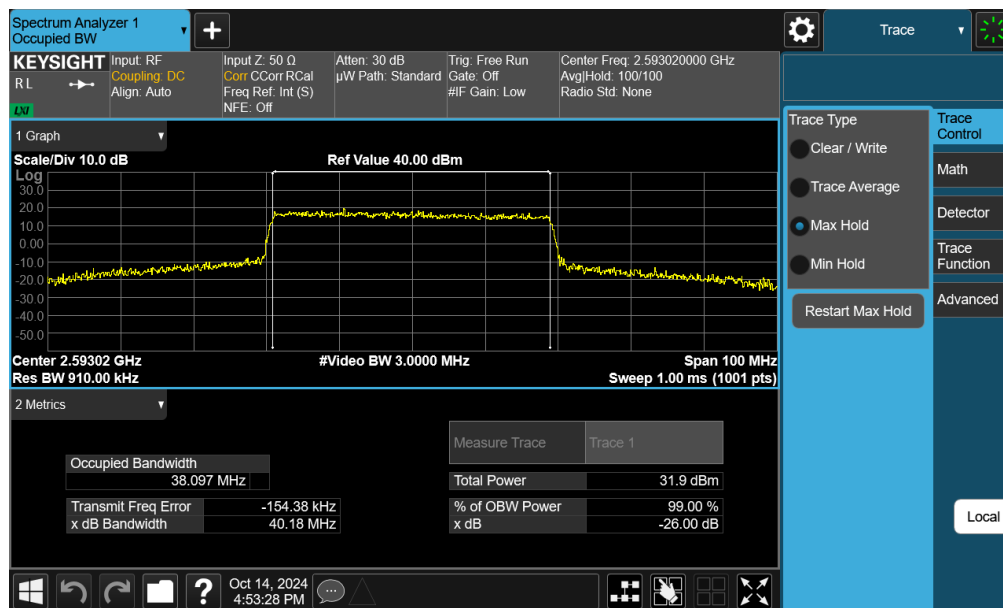 Spectrum Analyzer 1
Occupied BW
+
Trace
KEYSIGHT
R L
LXI
Input: RF
Coupling: DC
Align: Auto
Input Z: 50 Ω
Corr CCorr RCal
Freq Ref: Int (S)
NFE: Off
Atten: 30 dB
µW Path: Standard
Trig: Free Run
Gate: Off
#IF Gain: Low
Center Freq: 2.593020000 GHz
Avg|Hold: 100/100
Radio Std: None
1 Graph
Scale/Div 10.0 dB
Ref Value 40.00 dBm
Log
30.0
20.0
10.0
0.00
-10.0
-20.0
-30.0
-40.0
-50.0
Center 2.59302 GHz
#Video BW 3.0000 MHz
Span 100 MHz
Res BW 910.00 kHz
Sweep 1.00 ms (1001 pts)
2 Metrics
Measure Trace
Trace 1
Occupied Bandwidth
38.097 MHz
Total Power
31.9 dBm
Transmit Freq Error
-154.38 kHz
% of OBW Power
99.00 %
x dB Bandwidth
40.18 MHz
x dB
-26.00 dB
Trace Type
Clear / Write
Trace Average
Max Hold
Min Hold
Restart Max Hold
Trace
Control
Math
Detector
Trace
Function
Advanced
Local
?
Oct 14, 2024
4:53:28 PM